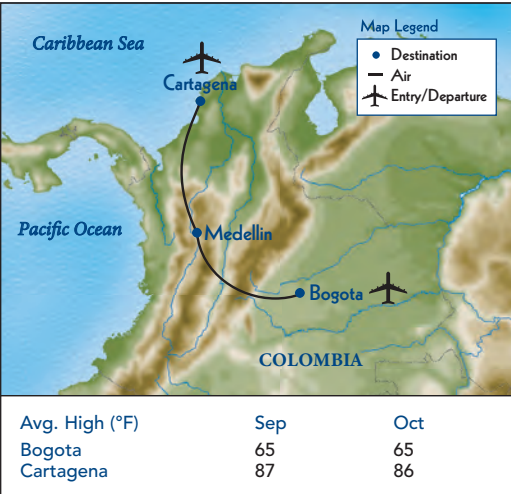 Caribbean Sea
Map Legend
Destination
Air
Entry/Departure
Cartagena
Pacific Ocean
Medellin
Bogota
COLOMBIA
Avg. High (°F) Sep Oct
Bogota 65 65
Cartagena 87 86